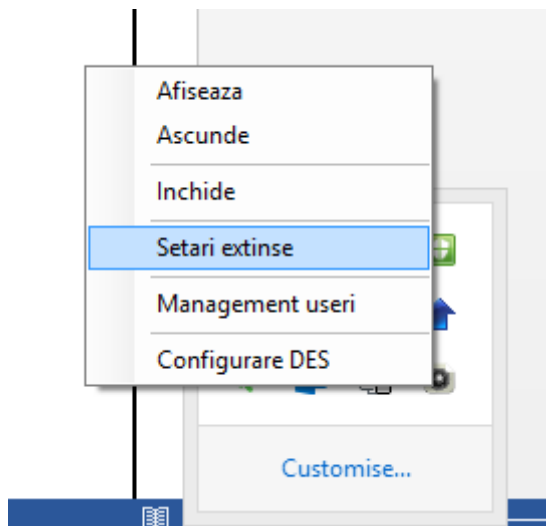 Afiseaza
Ascunde
Inchide
Setari extinse
Management useri
Configurare DES
Customise...